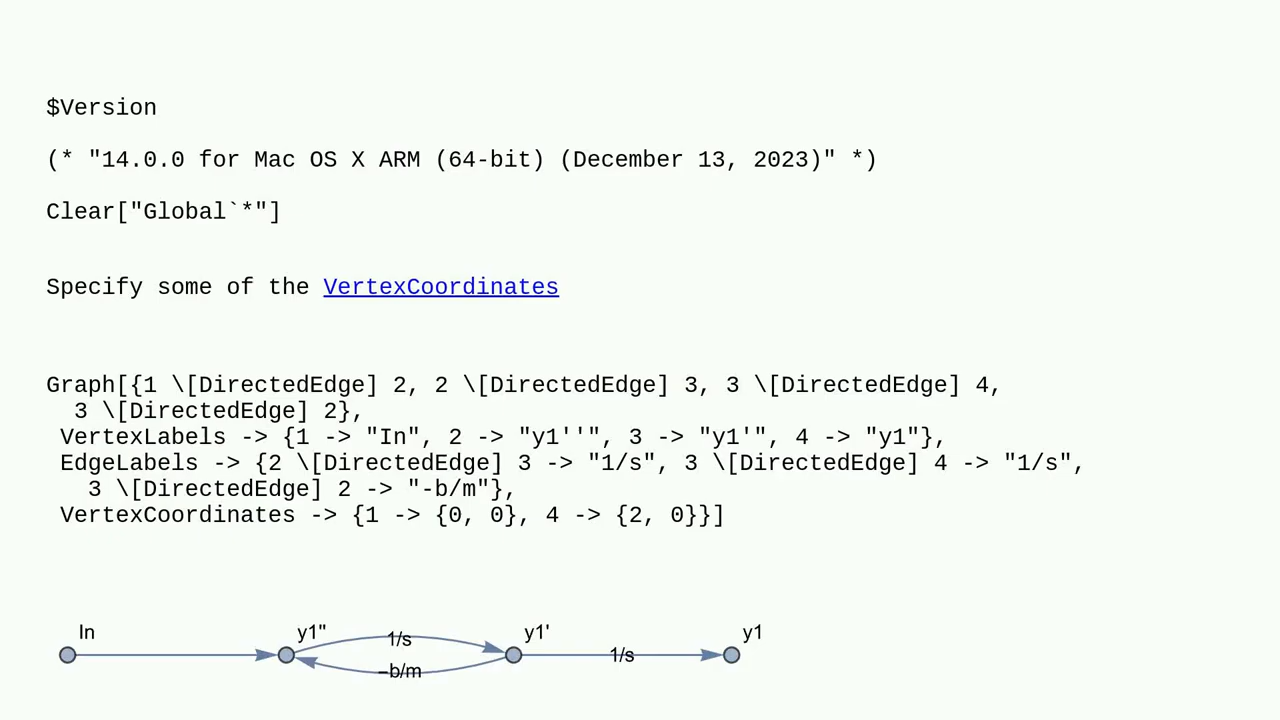 $Version
(* "14.0.0 for Mac OS X ARM (64-bit) (December 13, 2023)" *)
Clear["Global`*"]
Specify some of the VertexCoordinates
Graph[{1 \[DirectedEdge] 2, 2 \[DirectedEdge] 3, 3 \[DirectedEdge] 4,
  3 \[DirectedEdge] 2},
 VertexLabels -> {1 -> "In", 2 -> "y1''", 3 -> "y1'", 4 -> "y1"},
 EdgeLabels -> {2 \[DirectedEdge] 3 -> "1/s", 3 \[DirectedEdge] 4 -> "1/s",
   3 \[DirectedEdge] 2 -> "-b/m"},
 VertexCoordinates -> {1 -> {0, 0}, 4 -> {2, 0}}]
In y1'' y1' y1
1/s
1/s
−b/m